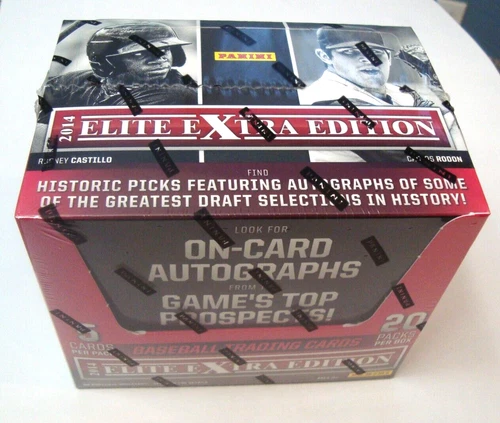 PANINI
2014 ELITE EXTRA EDITION
RUSNEY CASTILLO
CARLOS RODON
FIND
HISTORIC PICKS FEATURING AUTOGRAPHS OF SOME
OF THE GREATEST DRAFT SELECTIONS IN HISTORY!
LOOK FOR
ON-CARD
AUTOGRAPHS
FROM
GAME'S TOP
PROSPECTS!
CARDS
PER PACK
20
PACKS
PER BOX
BASEBALL TRADING CARDS
2014 ELITE EXTRA EDITION